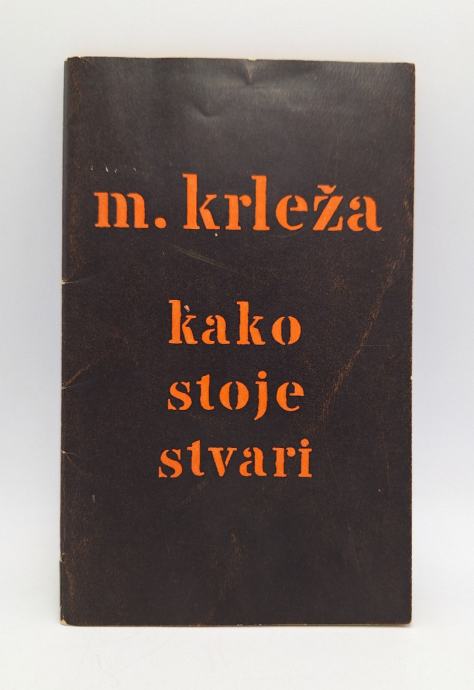 m. krleža
kako
stoje
stvari